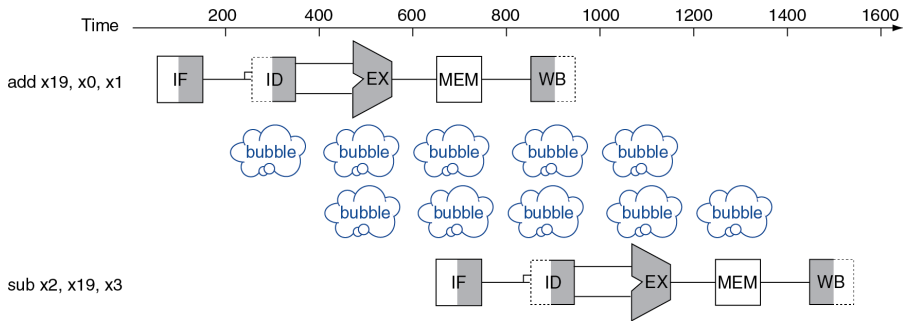 Time 200 400 600 800 1000 1200 1400 1600
add x19, x0, x1 IF ID EX MEM WB
bubble bubble bubble bubble bubble
bubble bubble bubble bubble bubble
sub x2, x19, x3 IF ID EX MEM WB